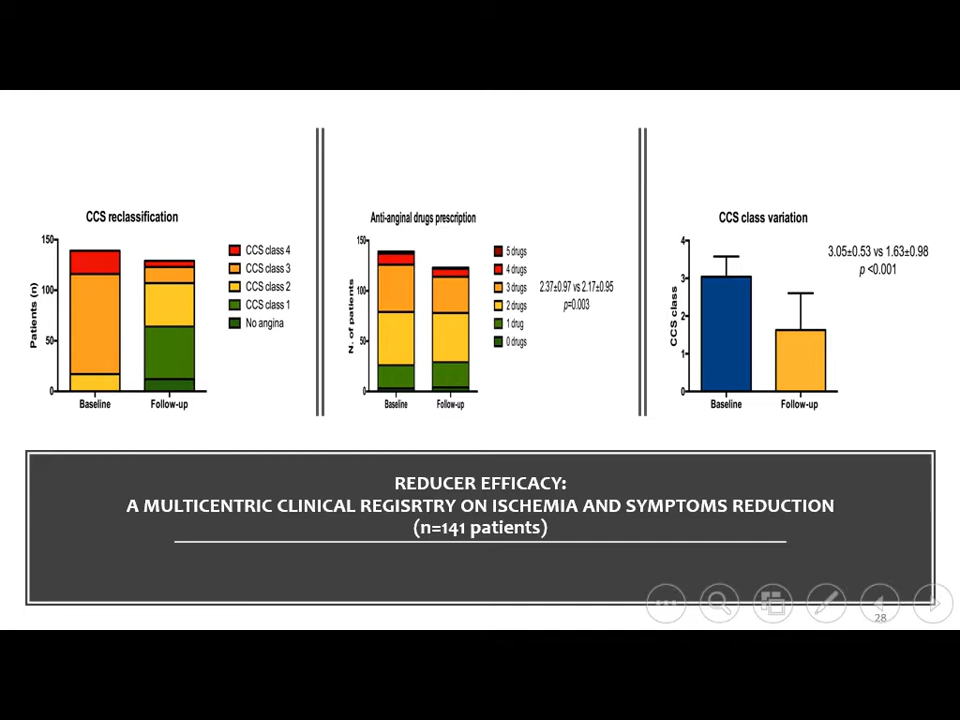 CCS reclassification
150
100
50
0
Patients (n)
Baseline
Follow-up
CCS class 4
CCS class 3
CCS class 2
CCS class 1
No angina
Anti-anginal drugs prescription
150
100
50
0
N. of patients
Baseline
Follow-up
5 drugs
4 drugs
3 drugs
2 drugs
1 drug
0 drugs
2.37±0.97 vs 2.17±0.95
p=0.003
CCS class variation
4
3
2
1
0
CCS class
Baseline
Follow-up
3.05±0.53 vs 1.63±0.98
p <0.001
REDUCER EFFICACY:
A MULTICENTRIC CLINICAL REGISRTRY ON ISCHEMIA AND SYMPTOMS REDUCTION
(n=141 patients)
28